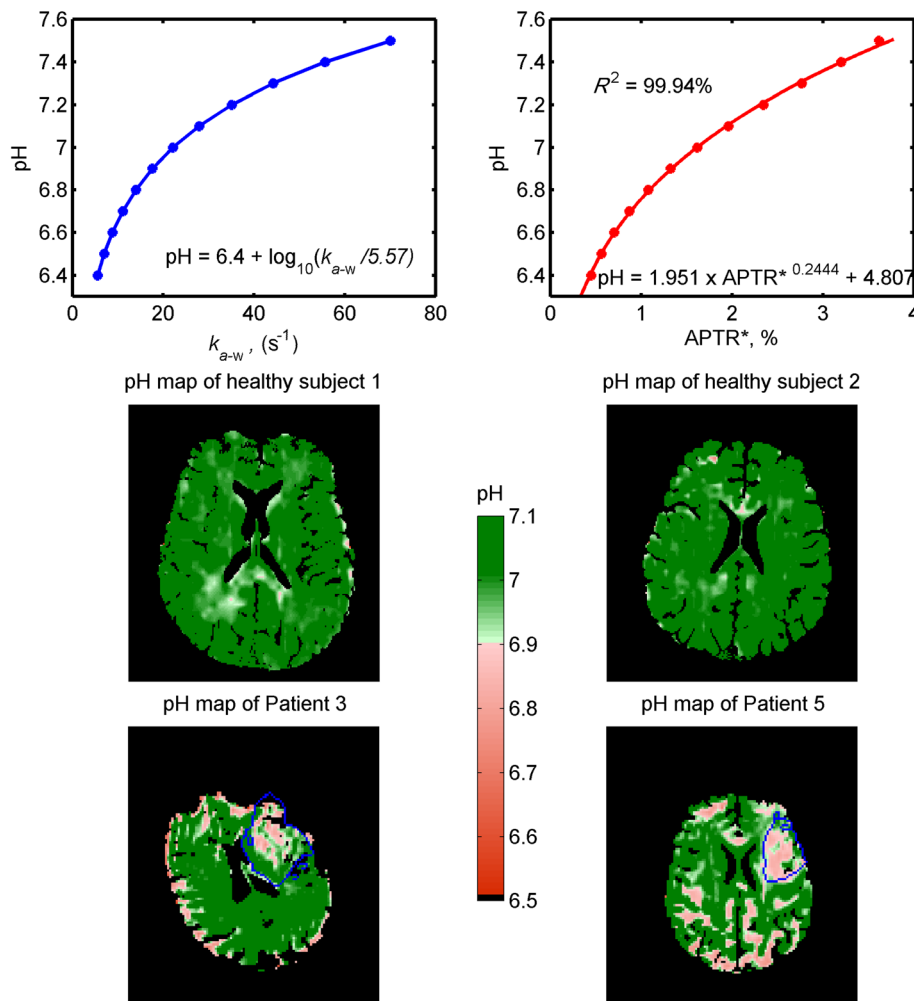 7.6
7.4
7.2
7
6.8
6.6
6.4
pH
pH = 6.4 + log10(ka-w /5.57)
0 20 40 60 80
ka-w , (s-1)
7.6
7.4
7.2
7
6.8
6.6
6.4
pH
R2 = 99.94%
pH = 1.951 x APTR* 0.2444 + 4.807
0 1 2 3 4
APTR*, %
pH map of healthy subject 1
pH map of healthy subject 2
pH
7.1
7
6.9
6.8
6.7
6.6
6.5
pH map of Patient 3
pH map of Patient 5